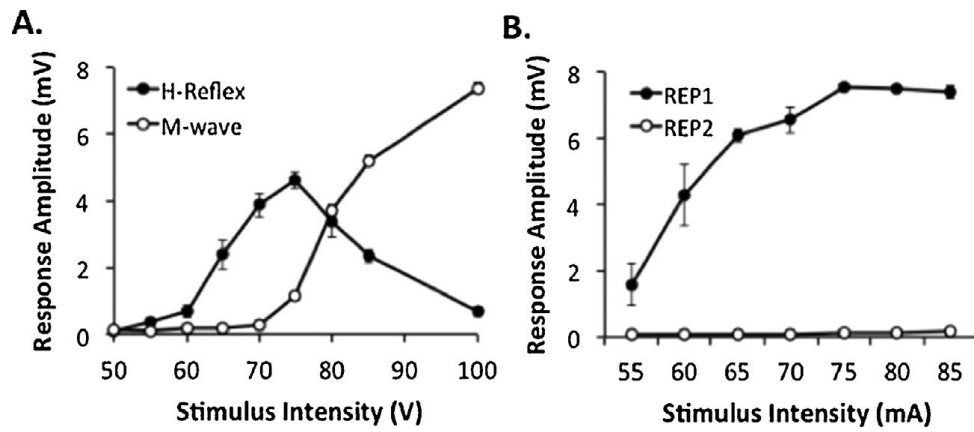 A.
Response Amplitude (mV)
8
6
4
2
0
H-Reflex
M-wave
50 60 70 80 90 100
Stimulus Intensity (V)
B.
Response Amplitude (mV)
8
6
4
2
0
REP1
REP2
55 60 65 70 75 80 85
Stimulus Intensity (mA)